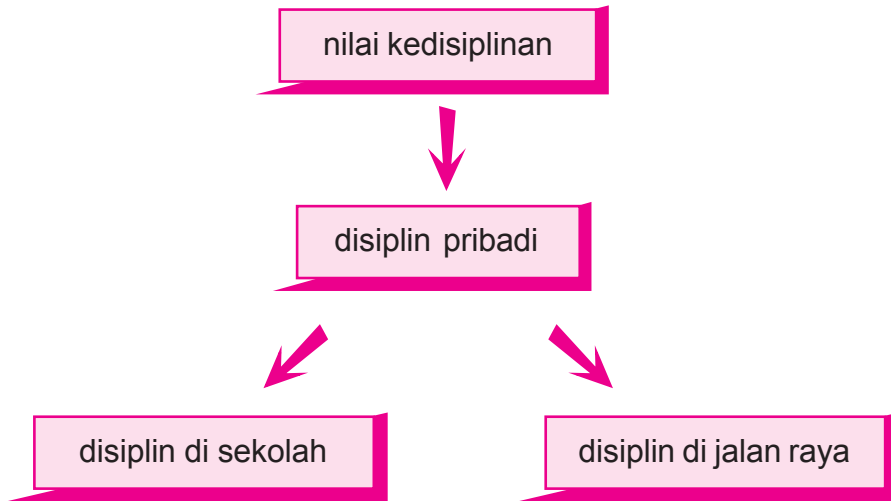 nilai kedisiplinan
disiplin pribadi
disiplin di sekolah
disiplin di jalan raya